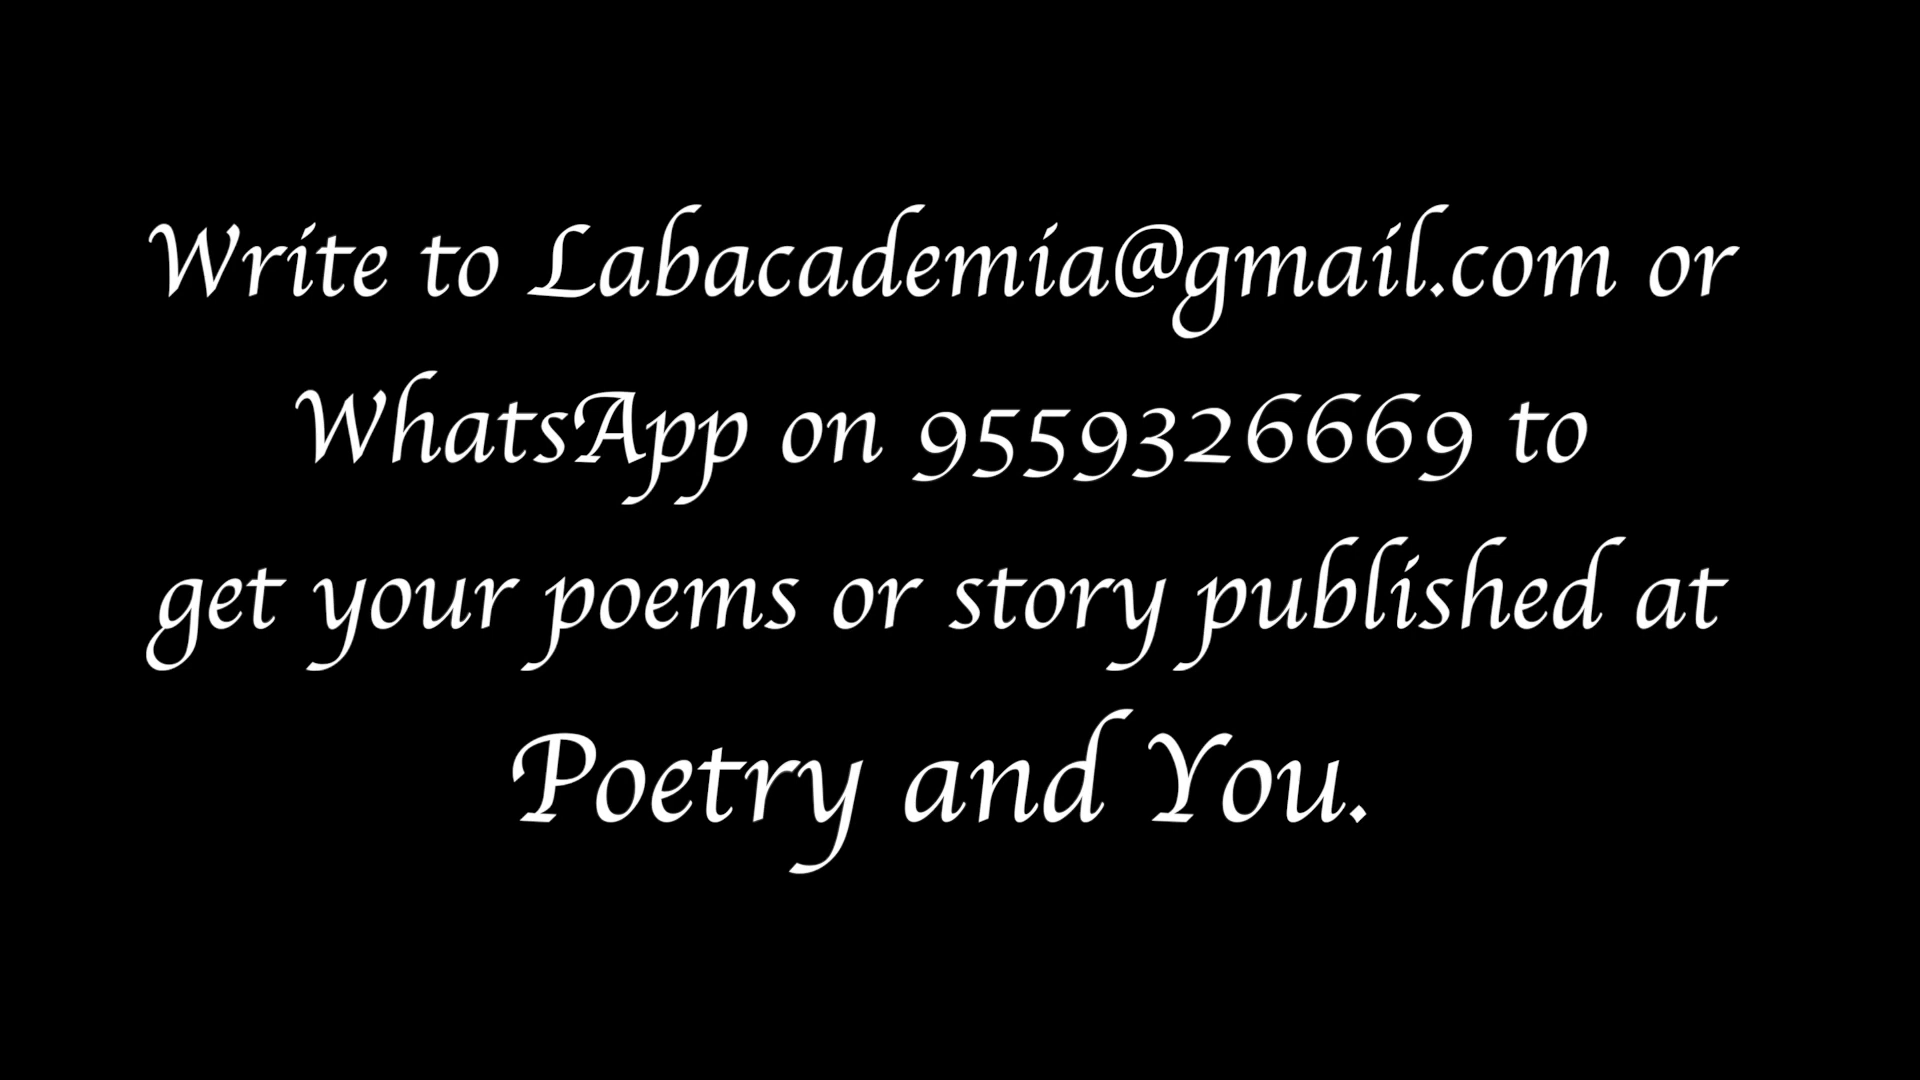 Write to Labacademia@gmail.com or
WhatsApp on 9559326669 to
get your poems or story published at
Poetry and You.